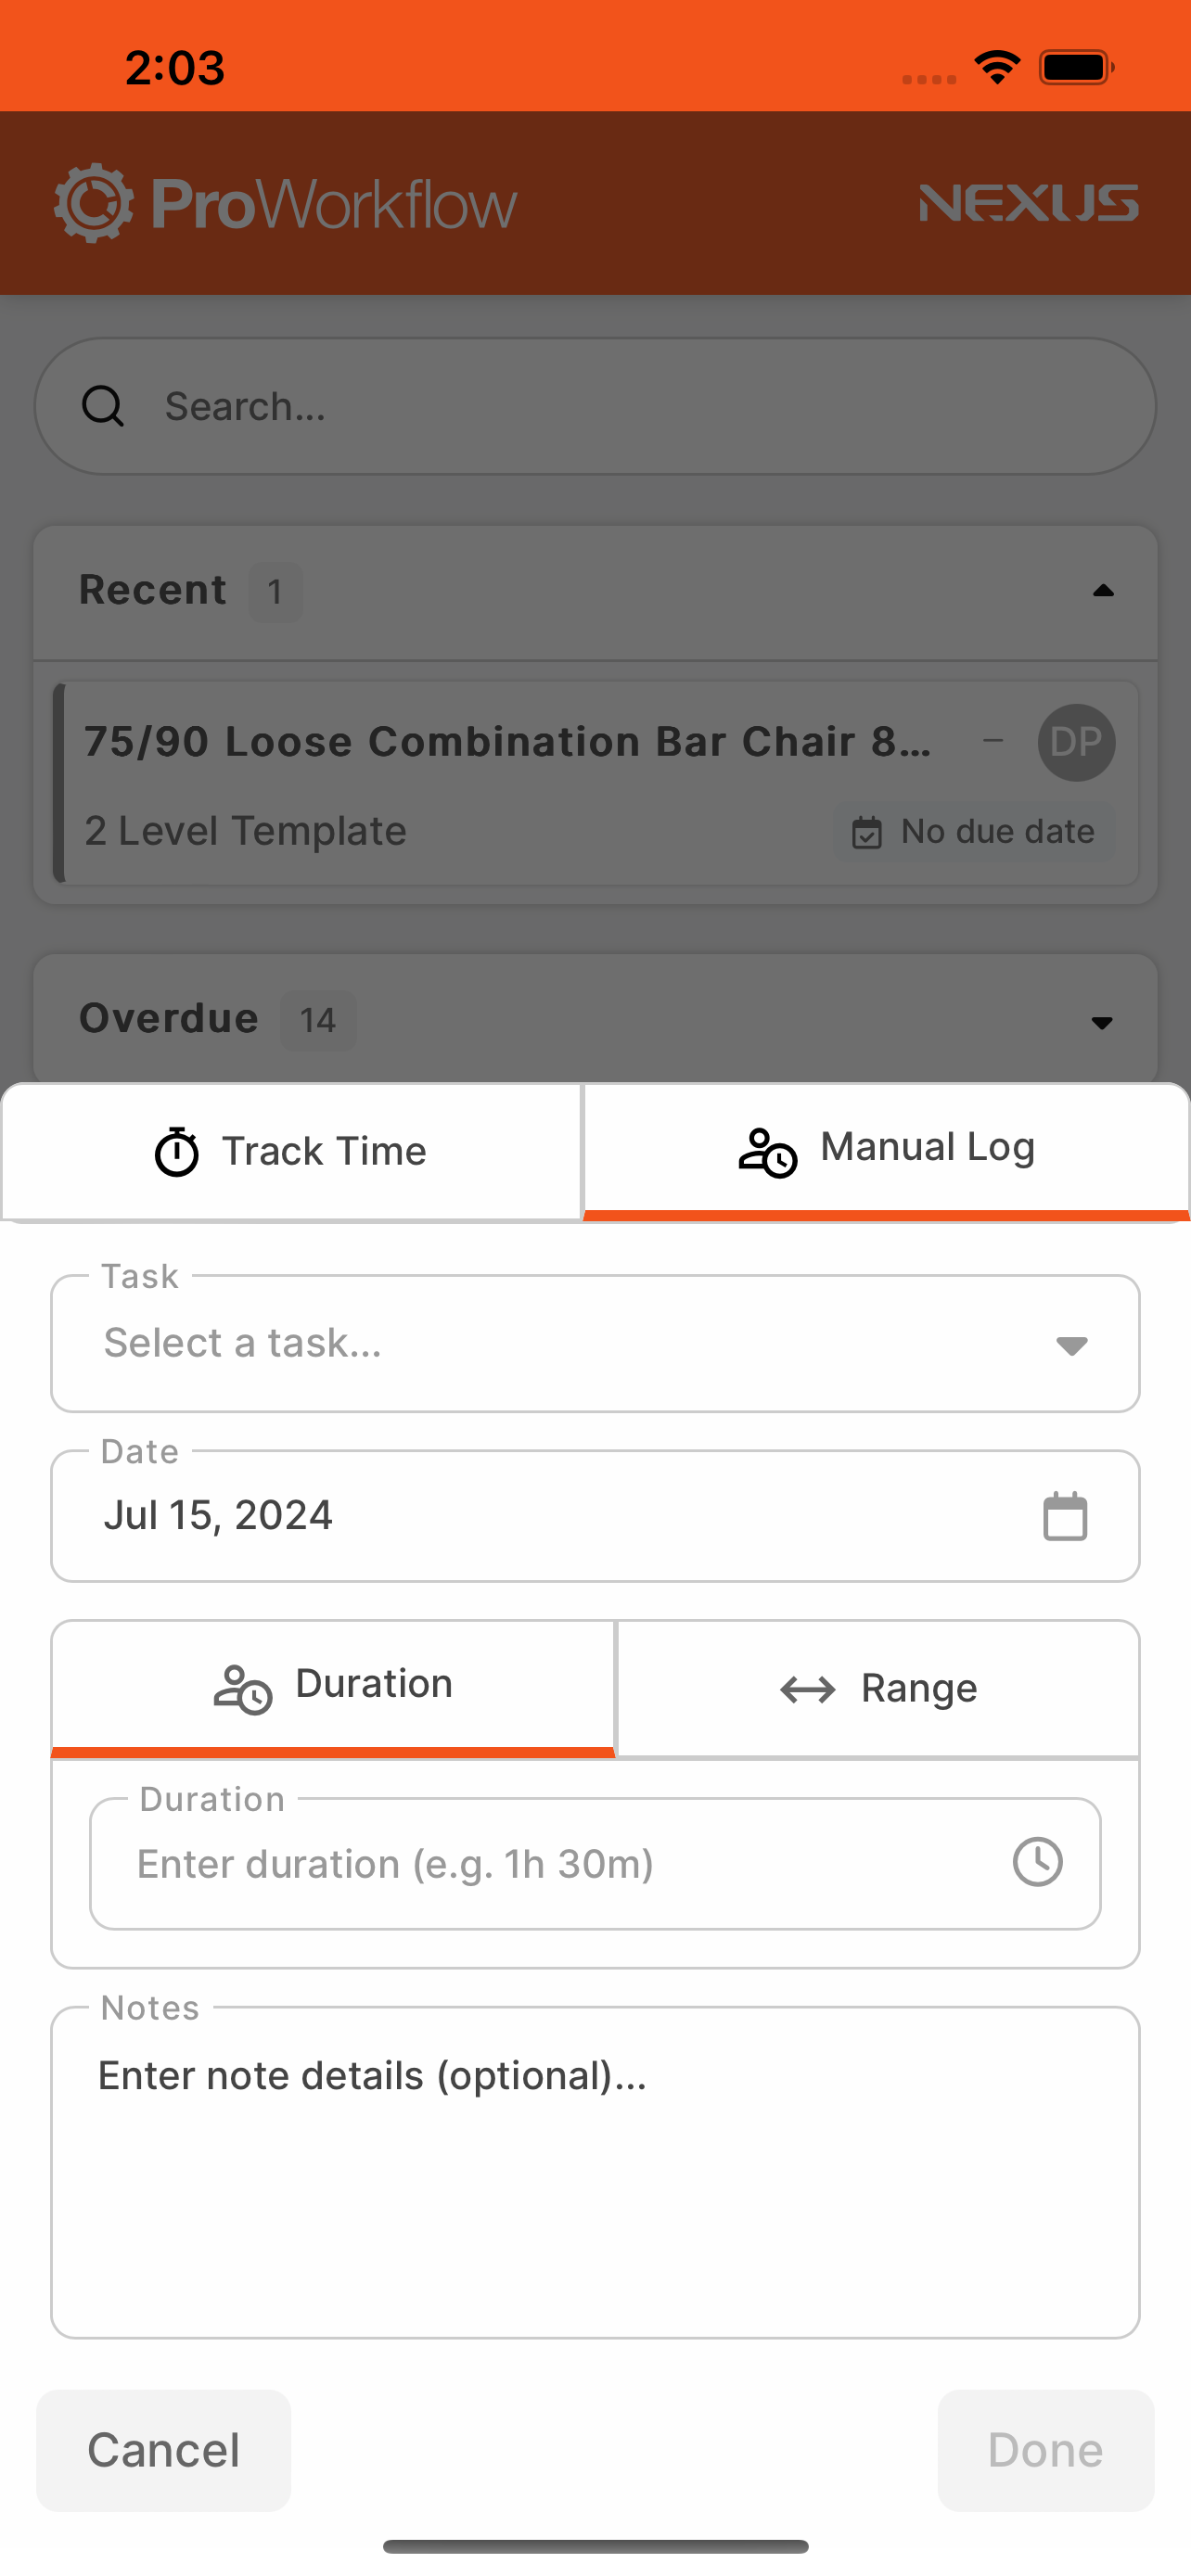 2:03
ProWorkflow
NEXUS
Search...
Recent 1
75/90 Loose Combination Bar Chair 8... – DP
2 Level Template
No due date
Overdue 14
Track Time
Manual Log
Task
Select a task...
Date
Jul 15, 2024
Duration
Range
Duration
Enter duration (e.g. 1h 30m)
Notes
Enter note details (optional)...
Cancel
Done